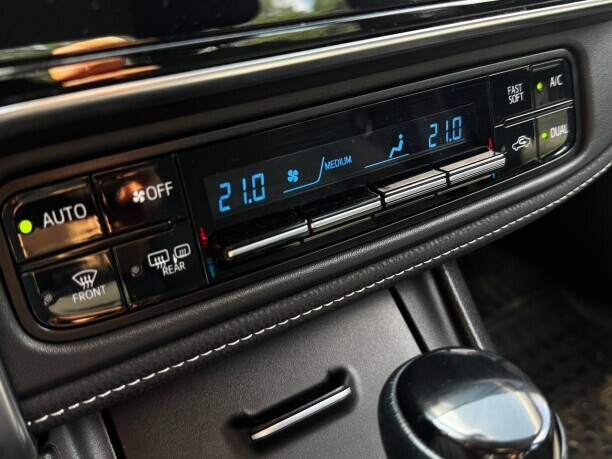 AUTO
OFF
FRONT
REAR
21.0
MEDIUM
21.0
FAST
SOFT
A/C
DUAL